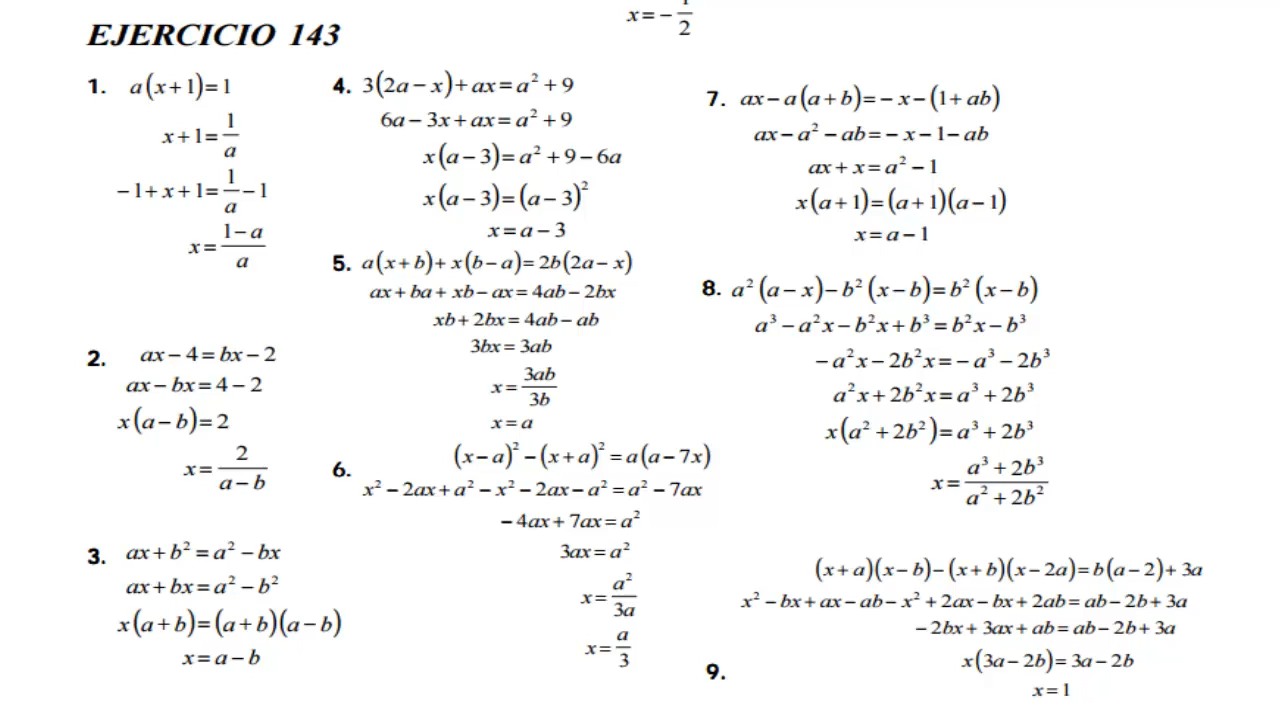 x = - 1/2
EJERCICIO 143
1. a(x+1)=1
x+1= 1/a
-1+x+1= 1/a -1
x= (1-a)/a
2. ax-4=bx-2
ax-bx=4-2
x(a-b)=2
x= 2/(a-b)
3. ax+b²=a²-bx
ax+bx=a²-b²
x(a+b)=(a+b)(a-b)
x=a-b
4. 3(2a-x)+ax=a²+9
6a-3x+ax=a²+9
x(a-3)=a²+9-6a
x(a-3)=(a-3)²
x=a-3
5. a(x+b)+x(b-a)=2b(2a-x)
ax+ba+xb-ax=4ab-2bx
xb+2bx=4ab-ab
3bx=3ab
x= 3ab/3b
x=a
6. (x-a)²-(x+a)²=a(a-7x)
x²-2ax+a²-x²-2ax-a²=a²-7ax
-4ax+7ax=a²
3ax=a²
x= a²/3a
x= a/3
7. ax-a(a+b)=-x-(1+ab)
ax-a²-ab=-x-1-ab
ax+x=a²-1
x(a+1)=(a+1)(a-1)
x=a-1
8. a²(a-x)-b²(x-b)=b²(x-b)
a³-a²x-b²x+b³=b²x-b³
-a²x-2b²x=-a³-2b³
a²x+2b²x=a³+2b³
x(a²+2b²)=a³+2b³
x= (a³+2b³)/(a²+2b²)
(x+a)(x-b)-(x+b)(x-2a)=b(a-2)+3a
x²-bx+ax-ab-x²+2ax-bx+2ab=ab-2b+3a
-2bx+3ax+ab=ab-2b+3a
x(3a-2b)=3a-2b
9. x=1